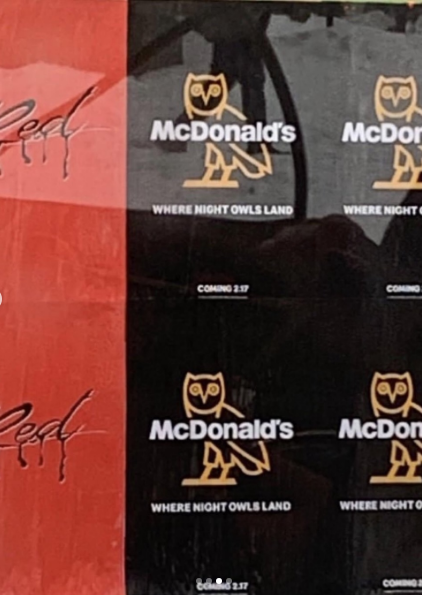 Red
McDonald's
WHERE NIGHT OWLS LAND
COMING 2.17
McDon
WHERE NIGHT
COMING
Red
McDonald's
WHERE NIGHT OWLS LAND
COMING 2.17
McDon
WHERE NIGHT
COMING